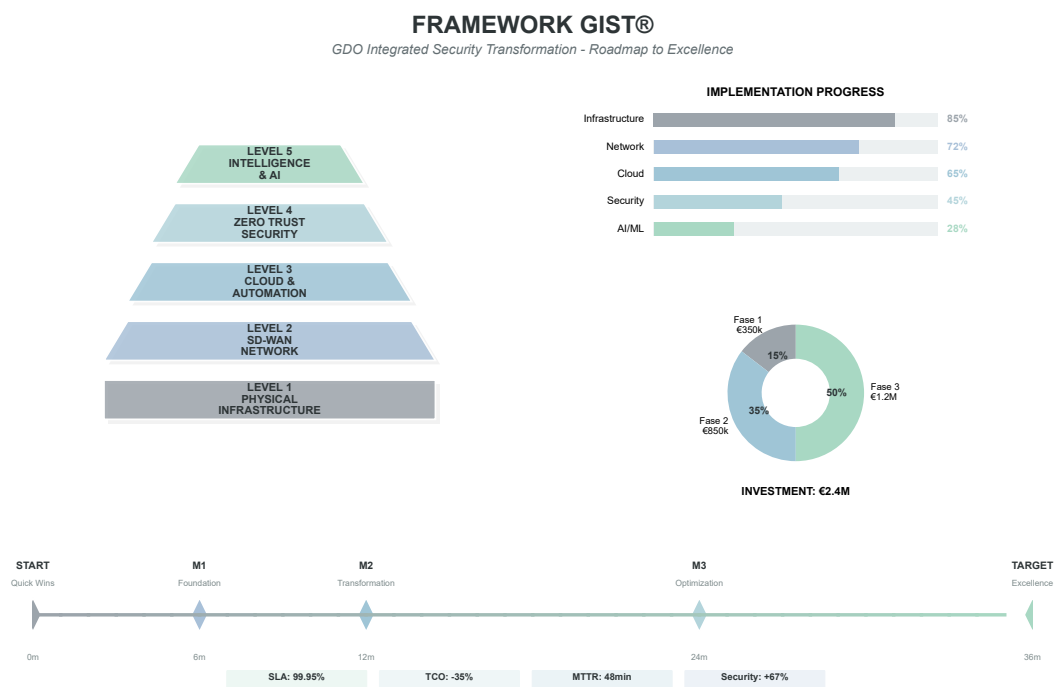 FRAMEWORK GIST®
GDO Integrated Security Transformation - Roadmap to Excellence
LEVEL 5
INTELLIGENCE
& AI
LEVEL 4
ZERO TRUST
SECURITY
LEVEL 3
CLOUD &
AUTOMATION
LEVEL 2
SD-WAN
NETWORK
LEVEL 1
PHYSICAL
INFRASTRUCTURE
IMPLEMENTATION PROGRESS
Infrastructure 85%
Network 72%
Cloud 65%
Security 45%
AI/ML 28%
Fase 1
€350k
15%
Fase 3
€1.2M
50%
Fase 2
€850k
35%
INVESTMENT: €2.4M
START M1 M2 M3 TARGET
Quick Wins Foundation Transformation Optimization Excellence
0m 6m 12m 24m 36m
SLA: 99.95% TCO: -35% MTTR: 48min Security: +67%